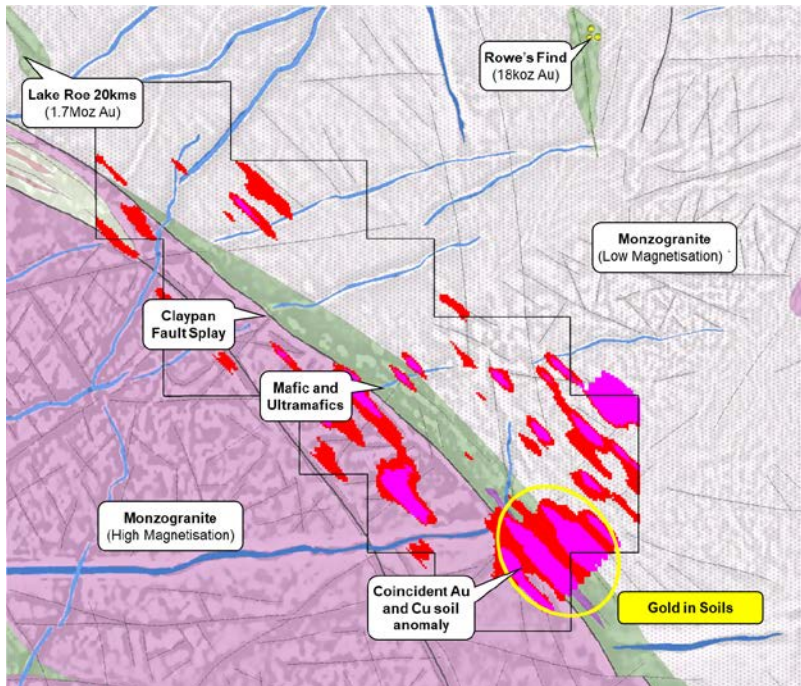 Rowe's Find
(18koz Au)
Lake Roe 20kms
(1.7Moz Au)
Monzogranite
(Low Magnetisation)
Claypan
Fault Splay
Mafic and
Ultramafics
Monzogranite
(High Magnetisation)
Coincident Au
and Cu soil
anomaly
Gold in Soils